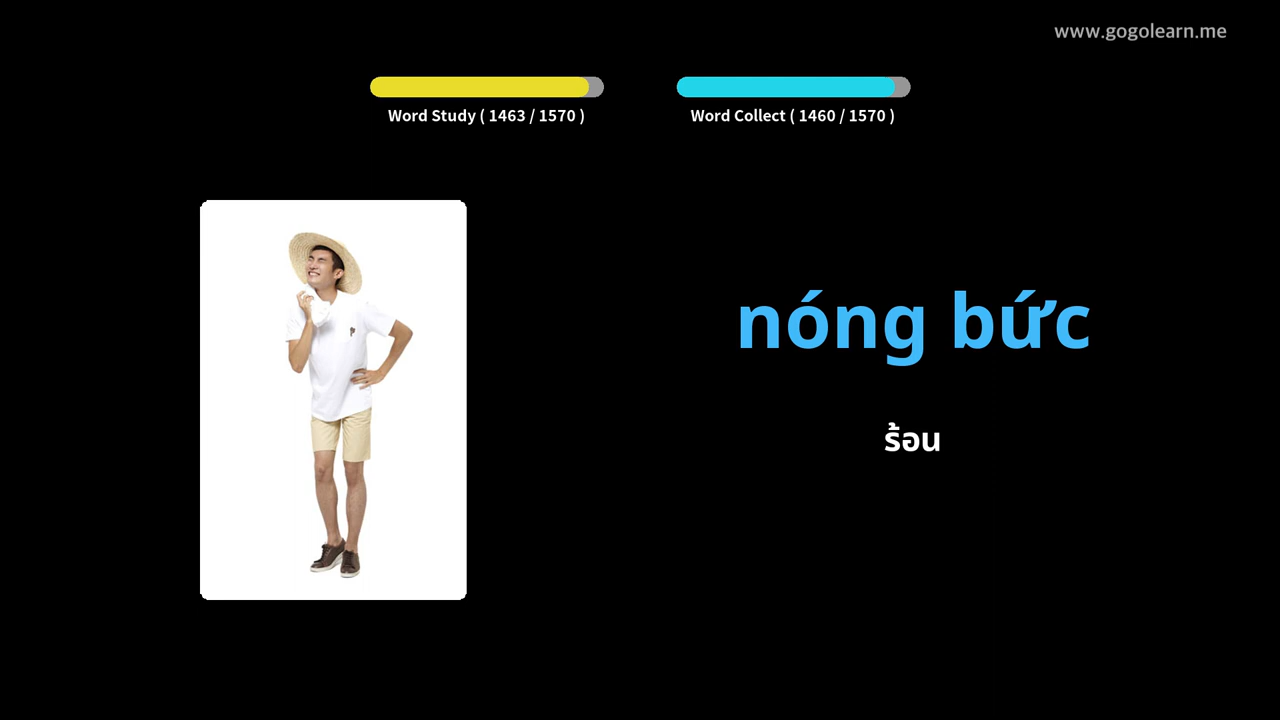 www.gogolearn.me
Word Study ( 1463 / 1570 )
Word Collect ( 1460 / 1570 )
nóng bức
ร้อน